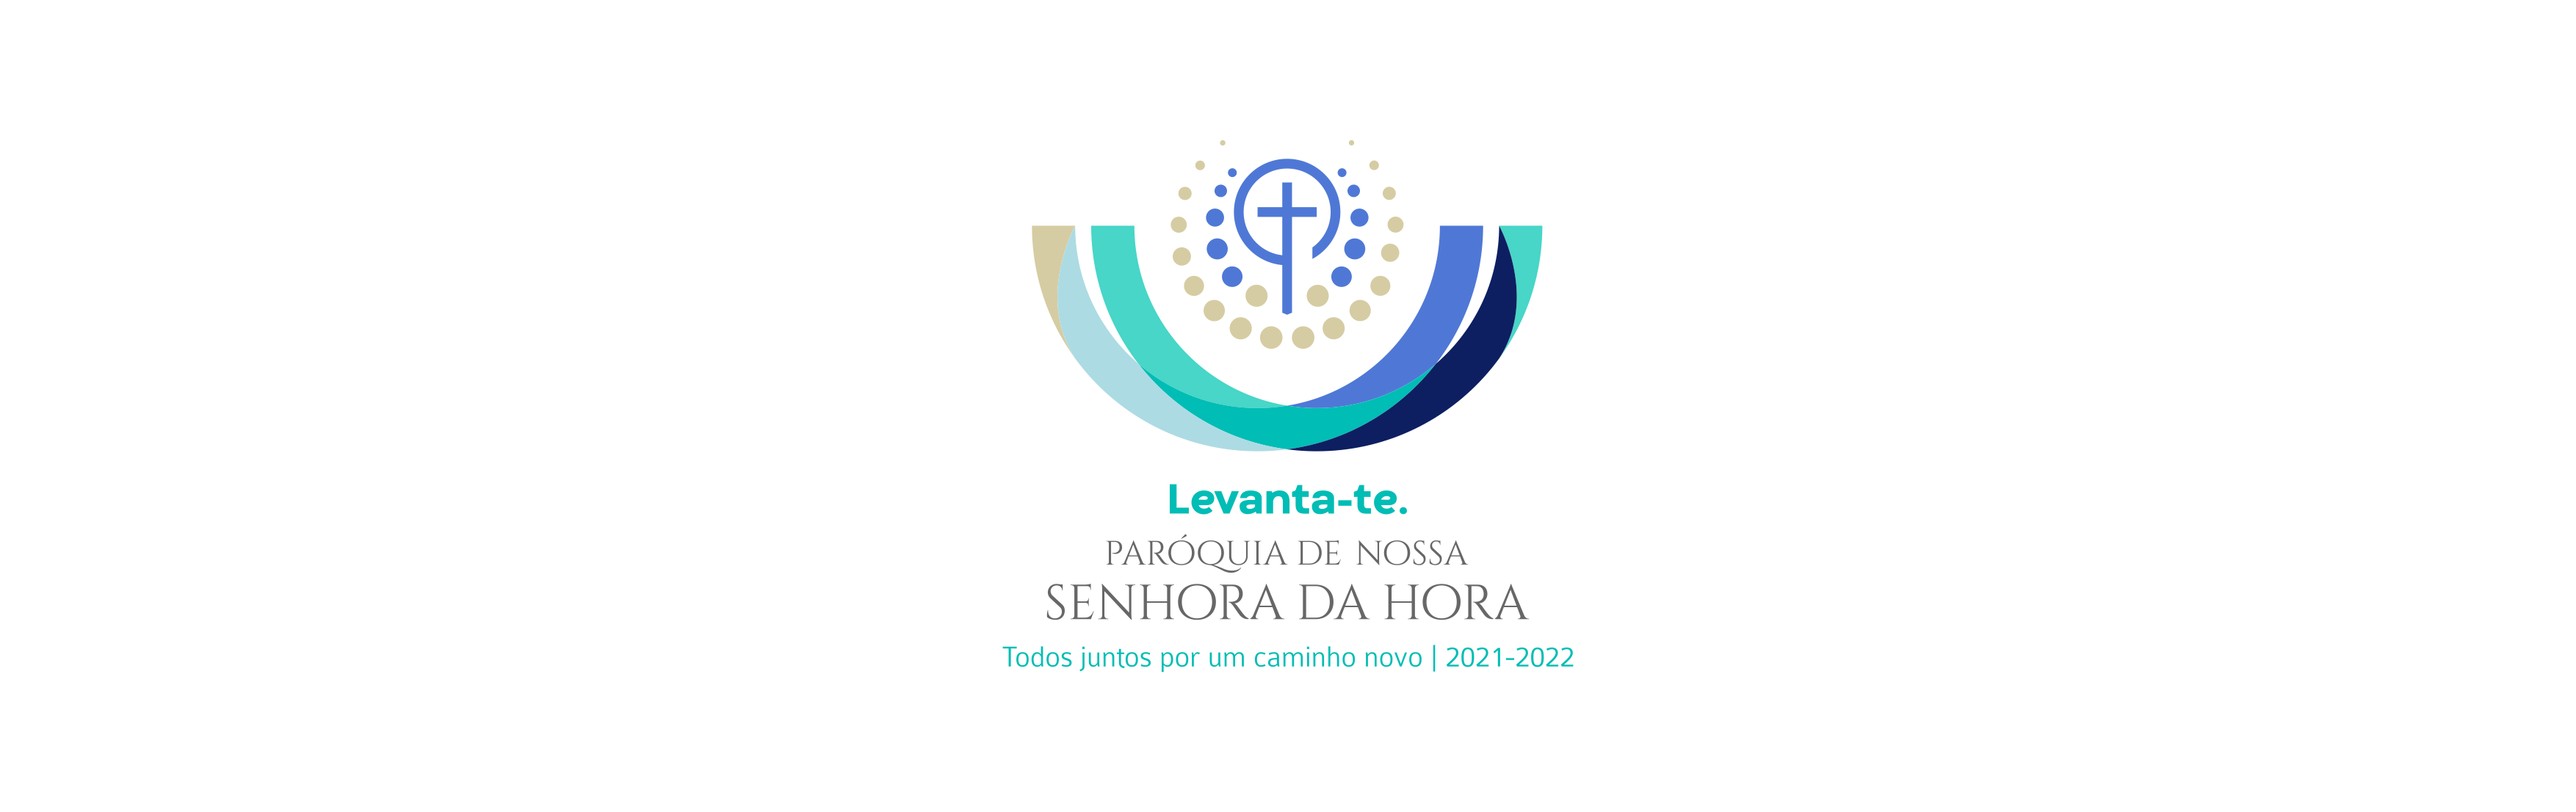 Levanta-te.
PARÓQUIA DE NOSSA
SENHORA DA HORA
Todos juntos por um caminho novo | 2021-2022